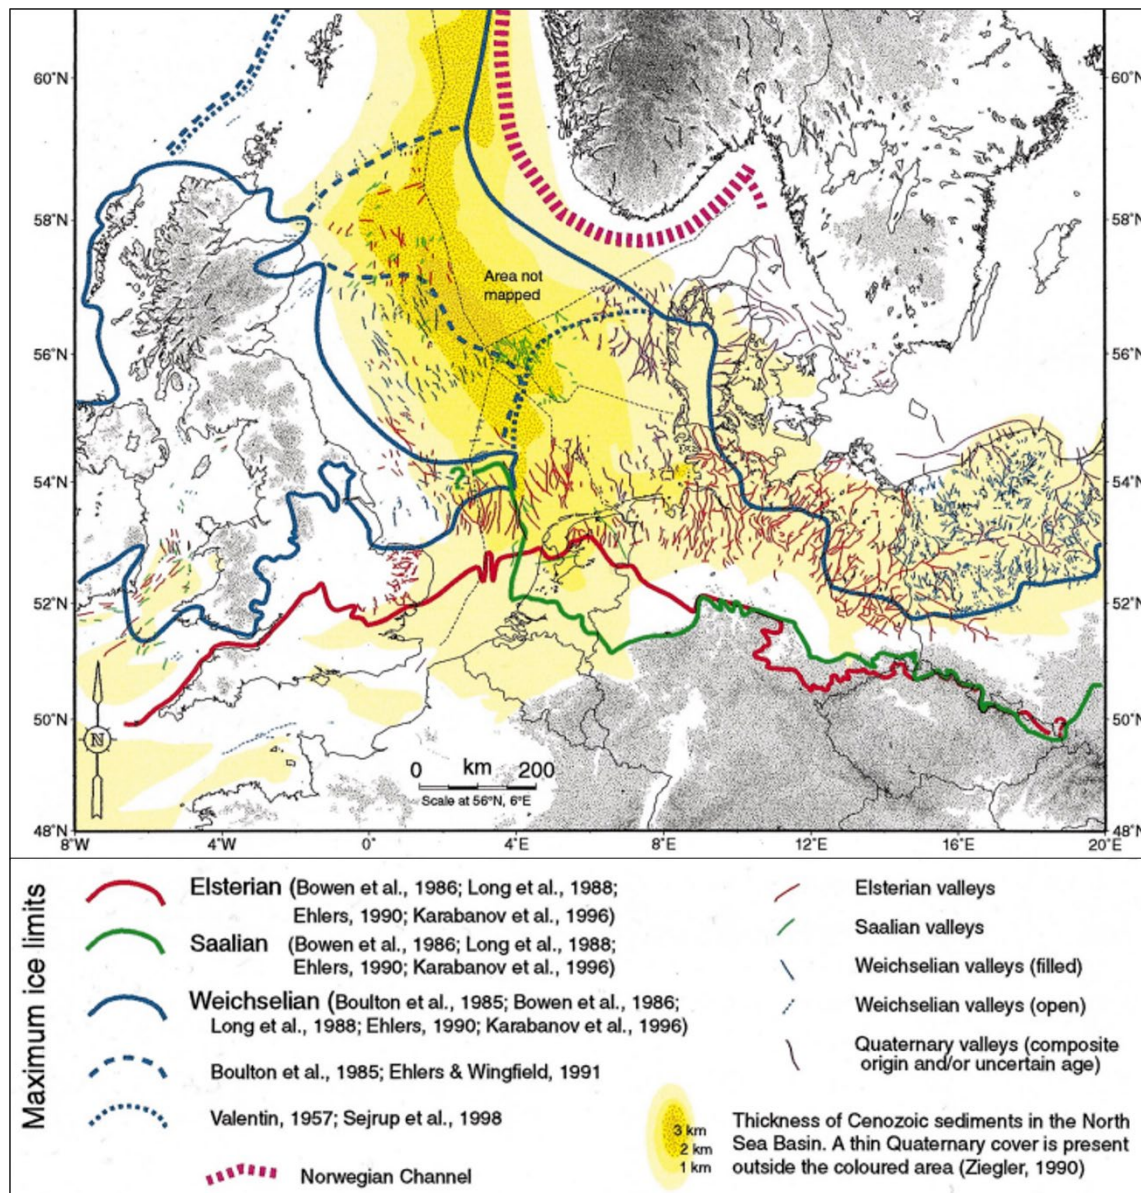 60°N
60°N
58°N
58°N
Area not
mapped
56°N
56°N
54°N
?
54°N
52°N
52°N
50°N
50°N
N
0 km 200
Scale at 56°N, 6°E
48°N
48°N
8°W
4°W
0°
4°E
8°E
12°E
16°E
20°E
Maximum ice limits
Elsterian (Bowen et al., 1986; Long et al., 1988;
Ehlers, 1990; Karabanov et al., 1996)
Saalian (Bowen et al., 1986; Long et al., 1988;
Ehlers, 1990; Karabanov et al., 1996)
Weichselian (Boulton et al., 1985; Bowen et al., 1986;
Long et al., 1988; Ehlers, 1990; Karabanov et al., 1996)
Boulton et al., 1985; Ehlers & Wingfield, 1991
Valentin, 1957; Sejrup et al., 1998
Norwegian Channel
Elsterian valleys
Saalian valleys
Weichselian valleys (filled)
Weichselian valleys (open)
Quaternary valleys (composite
origin and/or uncertain age)
3 km
2 km
1 km
Thickness of Cenozoic sediments in the North
Sea Basin. A thin Quaternary cover is present
outside the coloured area (Ziegler, 1990)